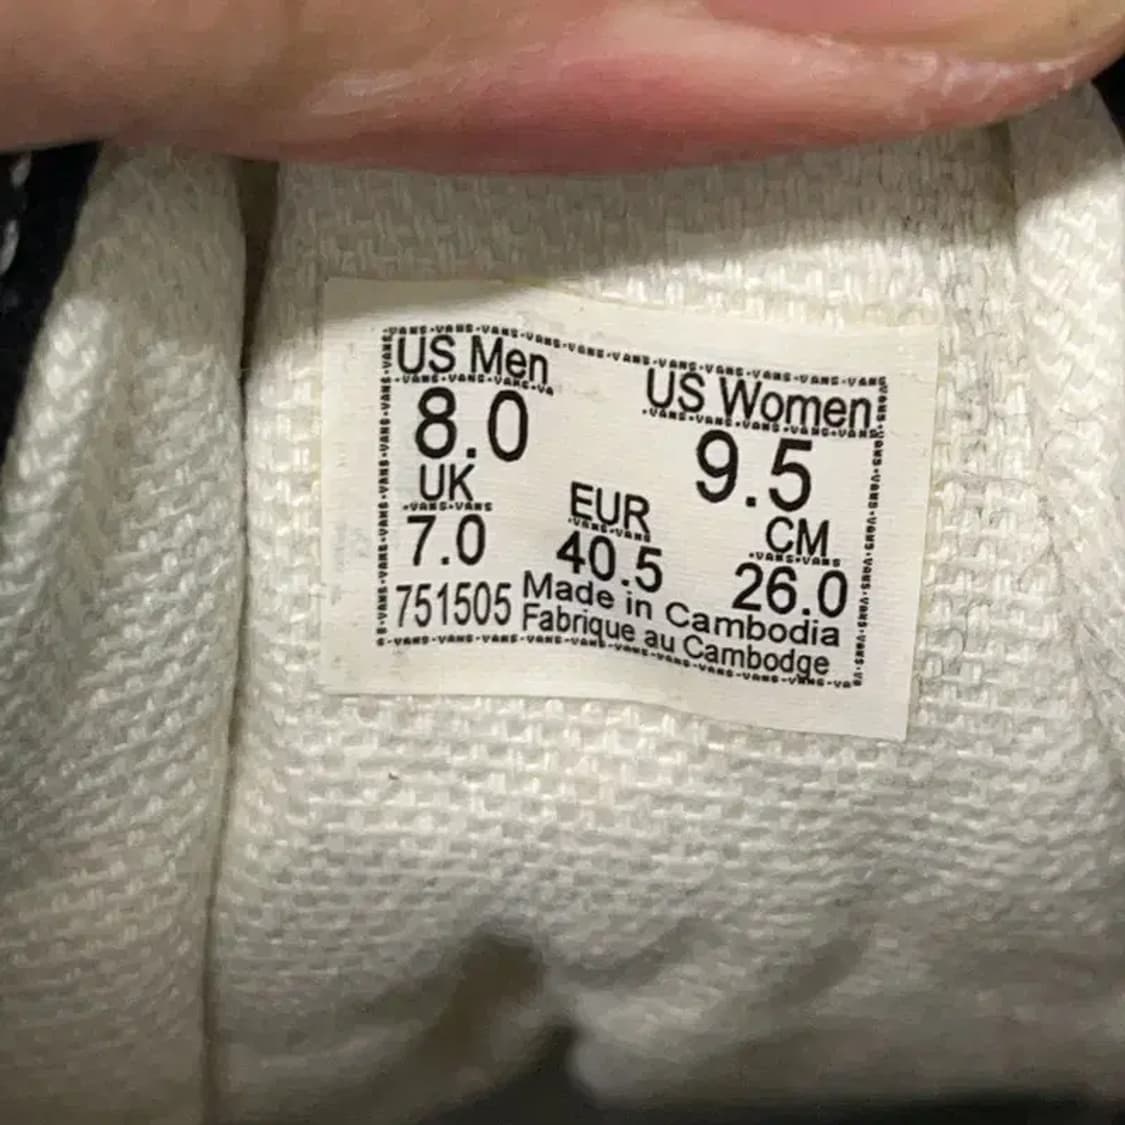 US Men
8.0
US Women
9.5
UK
7.0
EUR
40.5
CM
26.0
751505
Made in Cambodia
Fabriqué au Cambodge